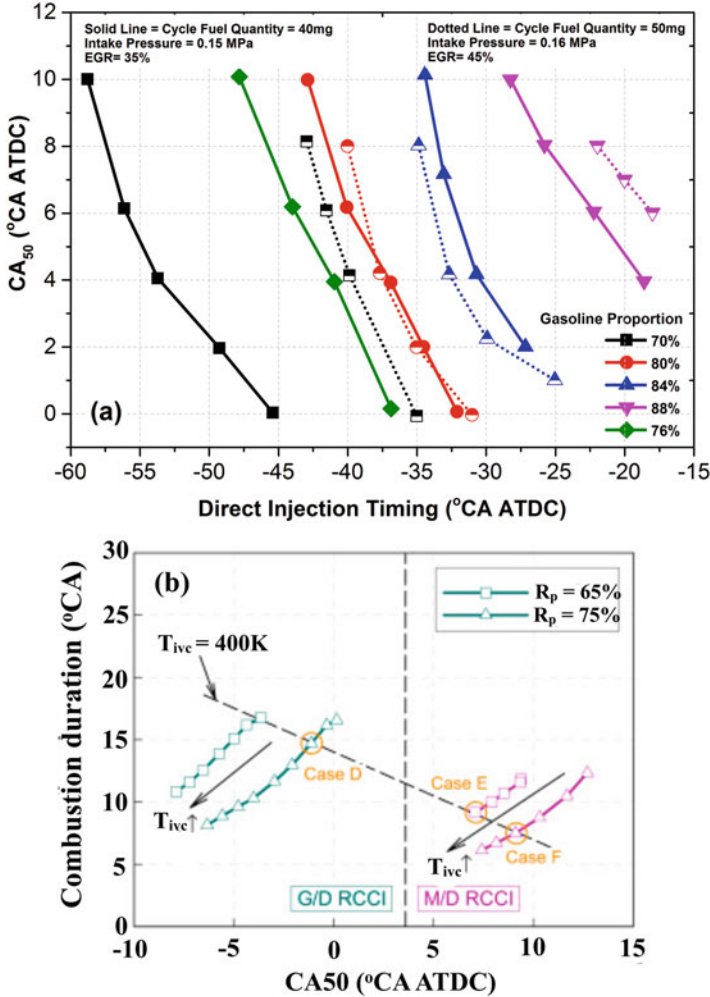 Solid Line = Cycle Fuel Quantity = 40mg
Intake Pressure = 0.15 MPa
EGR= 35%
Dotted Line = Cycle Fuel Quantity = 50mg
Intake Pressure = 0.16 MPa
EGR= 45%
10
8
6
4
2
0
CA50 (°CA ATDC)
Gasoline Proportion
70%
80%
84%
88%
76%
(a)
-60 -55 -50 -45 -40 -35 -30 -25 -20 -15
Direct Injection Timing (°CA ATDC)
30
25
20
15
10
5
0
Combustion duration (°CA)
(b)
Rp = 65%
Rp = 75%
Tivc = 400K
Case D
Case E
Tivc↑
Case F
Tivc↑
G/D RCCI
M/D RCCI
-10 -5 0 5 10 15
CA50 (°CA ATDC)